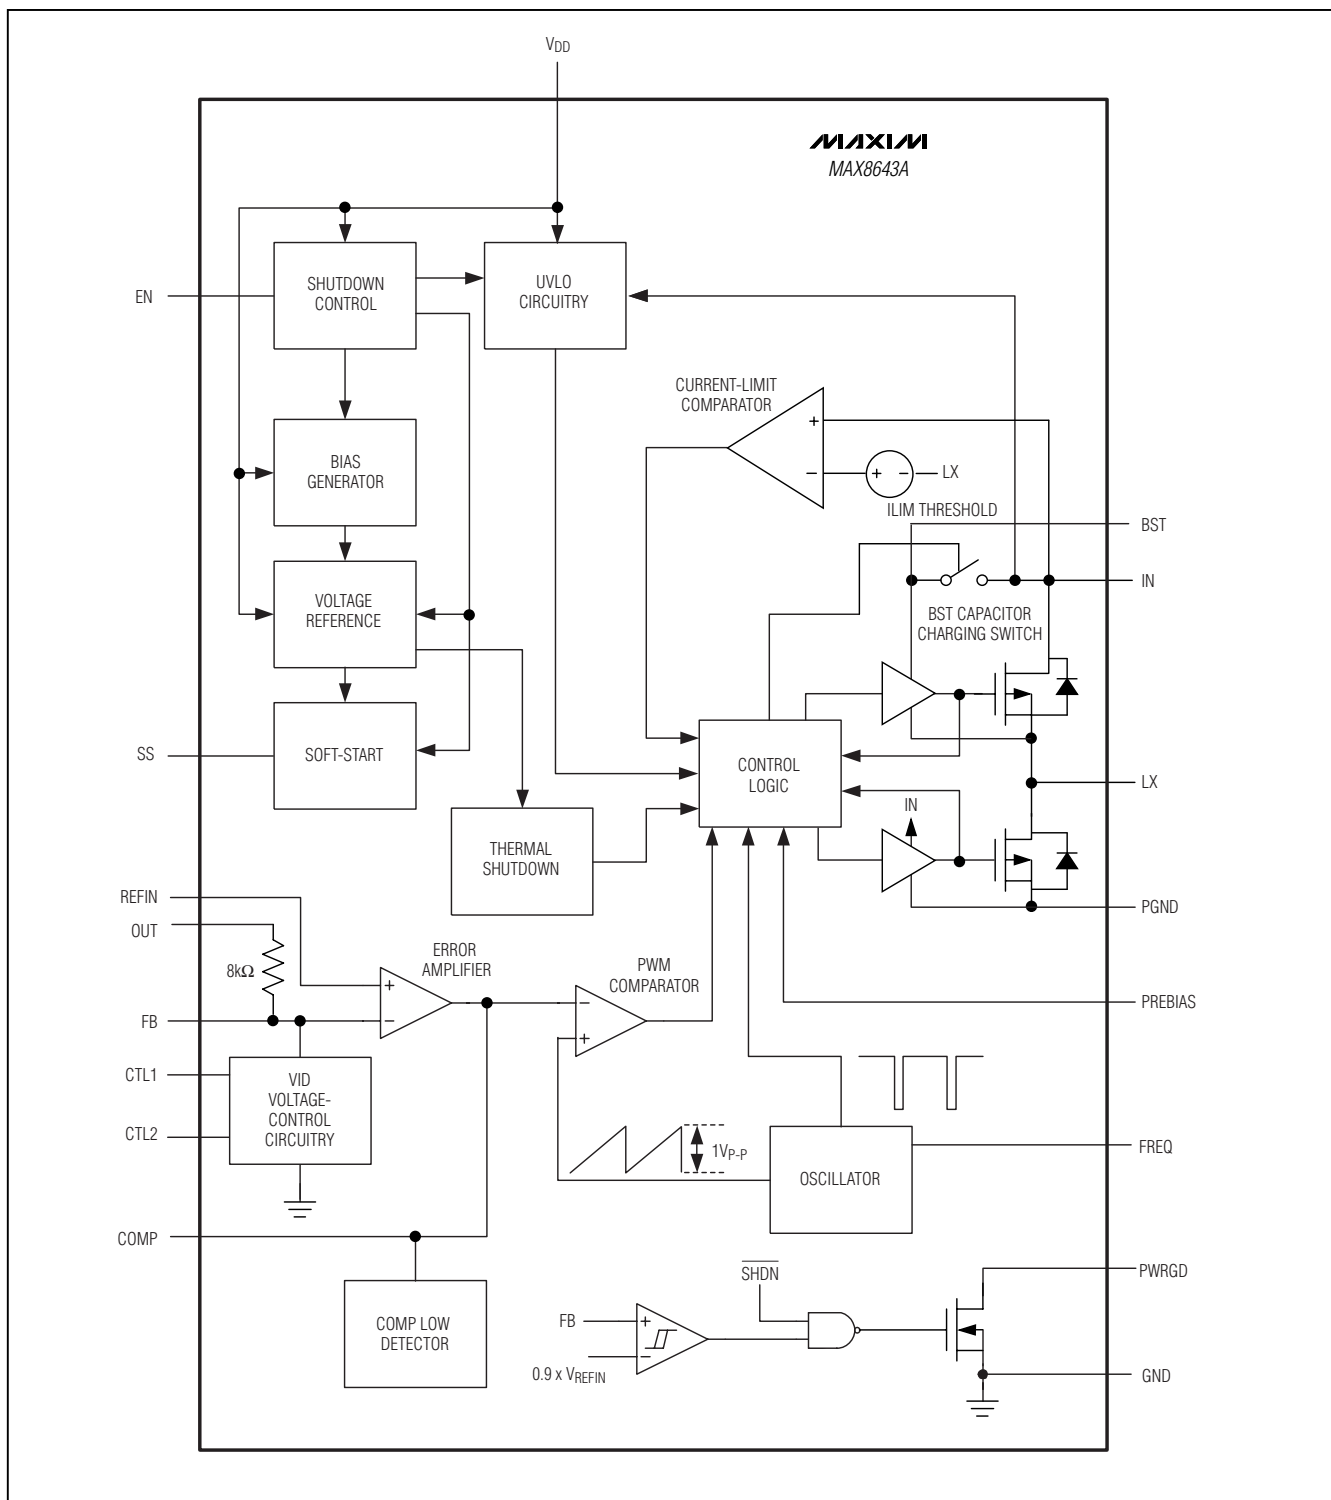 VDD
MAXIM
MAX8643A
SHUTDOWN
CONTROL
UVLO
CIRCUITRY
EN
CURRENT-LIMIT
COMPARATOR
+
−
+ −
LX
ILIM THRESHOLD
BIAS
GENERATOR
BST
IN
BST CAPACITOR
CHARGING SWITCH
VOLTAGE
REFERENCE
SS
SOFT-START
CONTROL
LOGIC
LX
IN
THERMAL
SHUTDOWN
REFIN
OUT
PGND
8kΩ
ERROR
AMPLIFIER
+
−
PWM
COMPARATOR
−
+
FB
PREBIAS
CTL1
CTL2
VID
VOLTAGE-
CONTROL
CIRCUITRY
1VP-P
OSCILLATOR
FREQ
COMP
COMP LOW
DETECTOR
SHDN
FB
+
−
0.9 x VREFIN
PWRGD
GND